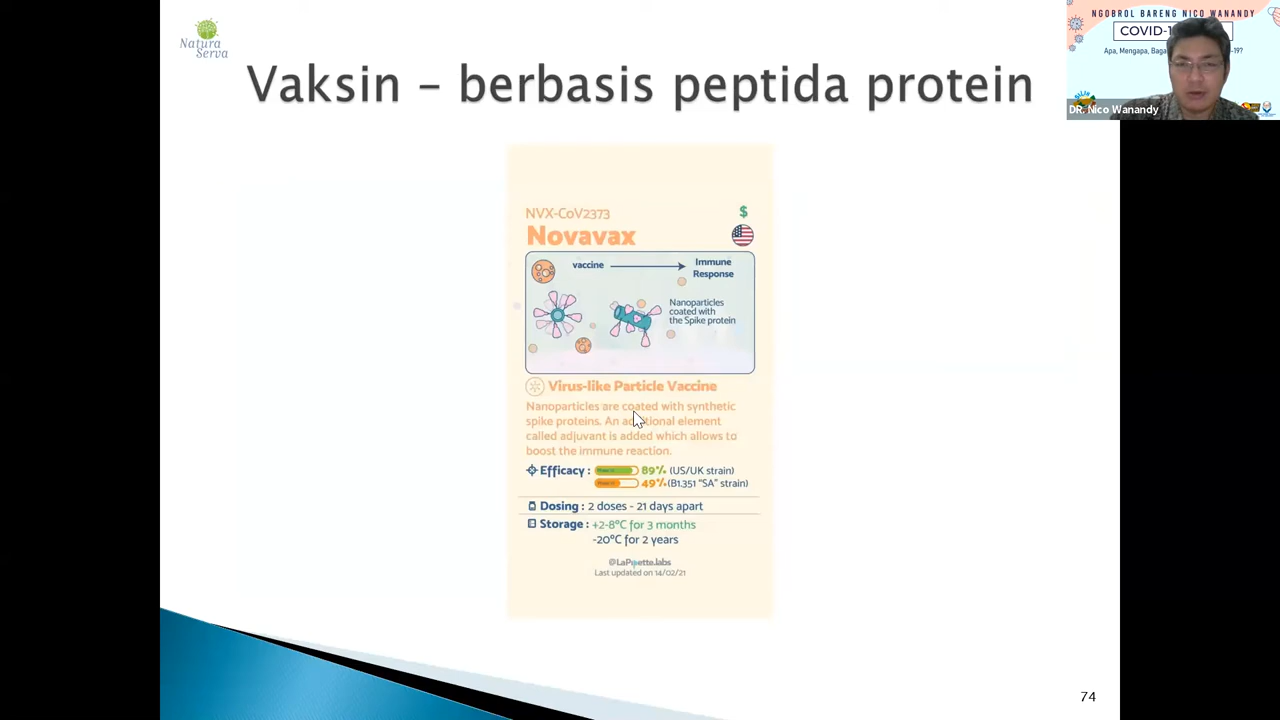 Natura
Serva
Vaksin – berbasis peptida protein
NGOBROL BARENG NICO WANANDY
COVID-1
Apa, Mengapa, Baga
-19?
DR. Nico Wanandy
NVX-CoV2373
$
Novavax
vaccine
Immune
Response
Nanoparticles
coated with
the Spike protein
Virus-like Particle Vaccine
Nanoparticles are coated with synthetic
spike proteins. An additional element
called adjuvant is added which allows to
boost the immune reaction.
Efficacy : 89% (US/UK strain)
49% (B1.351 “SA” strain)
Dosing : 2 doses - 21 days apart
Storage : +2-8°C for 3 months
-20°C for 2 years
Last updated on 14/02/21
74